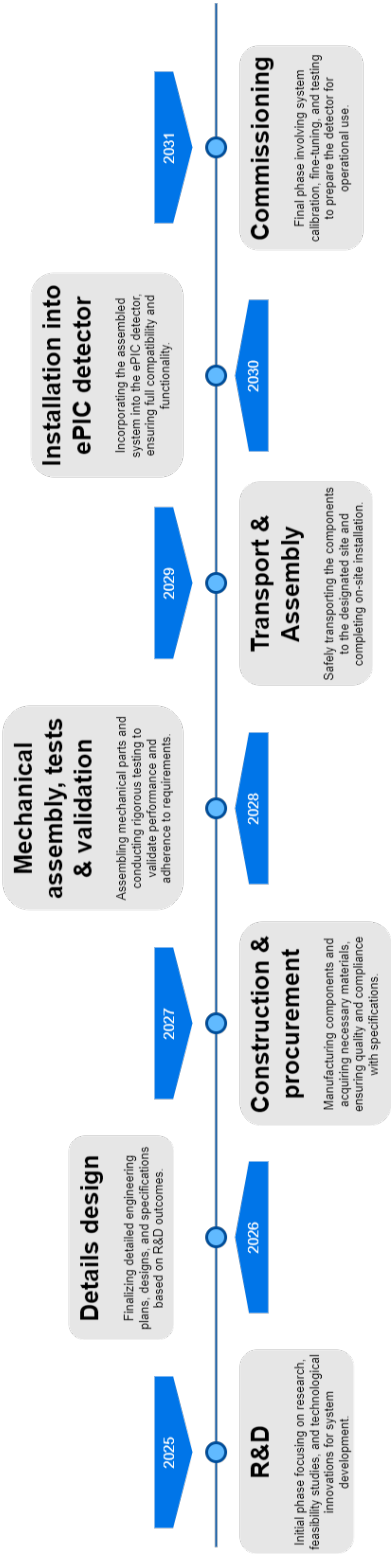 2025
R&D
Initial phase focusing on research,
feasibility studies, and technological
innovations for system
development.
Details design
Finalizing detailed engineering
plans, designs, and specifications
based on R&D outcomes.
2026
2027
Construction &
procurement
Manufacturing components and
acquiring necessary materials,
ensuring quality and compliance
with specifications.
Mechanical
assembly, tests
& validation
Assembling mechanical parts and
conducting rigorous testing to
validate performance and
adherence to requirements.
2028
2029
Transport &
Assembly
Safely transporting the components
to the designated site and
completing on-site installation.
Installation into
ePIC detector
Incorporating the assembled
system into the ePIC detector,
ensuring full compatibility and
functionality.
2030
2031
Commissioning
Final phase involving system
calibration, fine-tuning, and testing
to prepare the detector for
operational use.